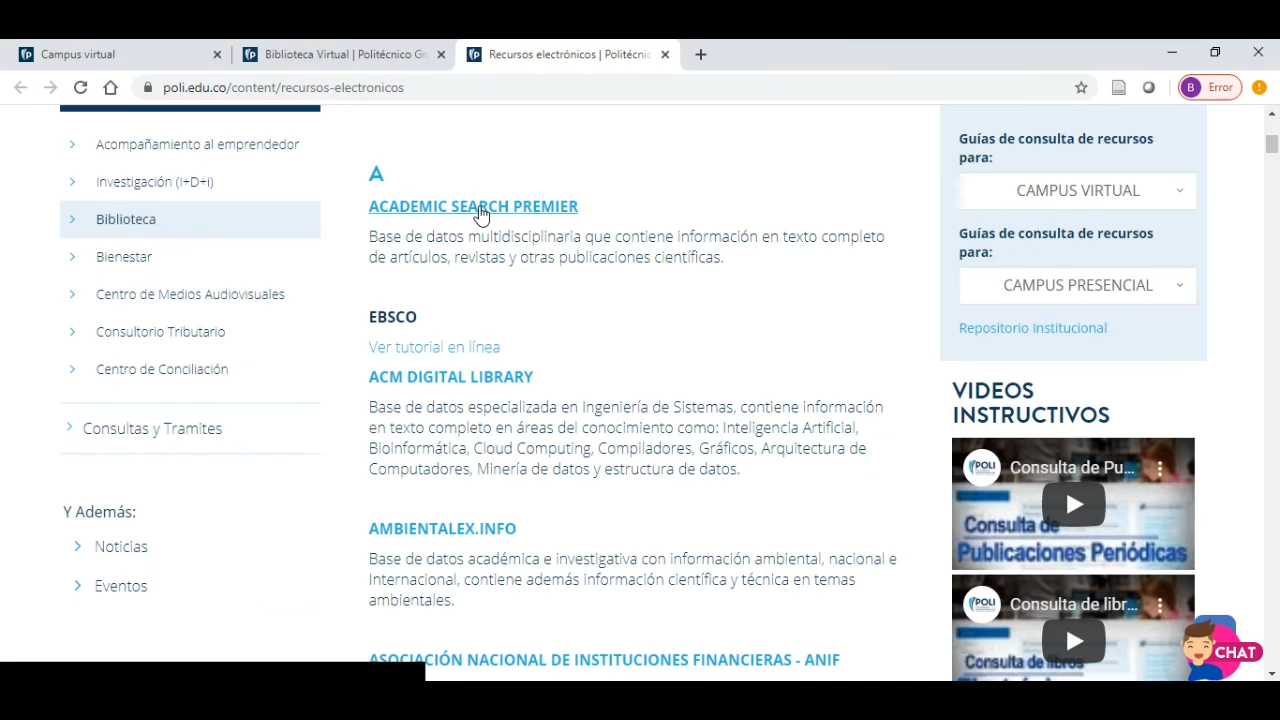 Campus virtual
Biblioteca Virtual | Politécnico Gr
Recursos electrónicos | Politécnic
poli.edu.co/content/recursos-electronicos
B Error
Acompañamiento al emprendedor
Investigación (I+D+i)
Biblioteca
Bienestar
Centro de Medios Audiovisuales
Consultorio Tributario
Centro de Conciliación
Consultas y Tramites
Y Además:
Noticias
Eventos
A
ACADEMIC SEARCH PREMIER
Base de datos multidisciplinaria que contiene información en texto completo
de artículos, revistas y otras publicaciones científicas.
EBSCO
Ver tutorial en línea
ACM DIGITAL LIBRARY
Base de datos especializada en Ingeniería de Sistemas, contiene información
en texto completo en áreas del conocimiento como: Inteligencia Artificial,
Bioinformática, Cloud Computing, Compiladores, Gráficos, Arquitectura de
Computadores, Minería de datos y estructura de datos.
AMBIENTALEX.INFO
Base de datos académica e investigativa con información ambiental, nacional e
Internacional, contiene además Información científica y técnica en temas
ambientales.
ASOCIACIÓN NACIONAL DE INSTITUCIONES FINANCIERAS - ANIF
Guías de consulta de recursos
para:
CAMPUS VIRTUAL
Guías de consulta de recursos
para:
CAMPUS PRESENCIAL
Repositorio Institucional
VIDEOS
INSTRUCTIVOS
POLI Consulta de Pu...
Consulta de
Publicaciones Periódicas
POLI Consulta de libr...
Consulta de libros
CHAT